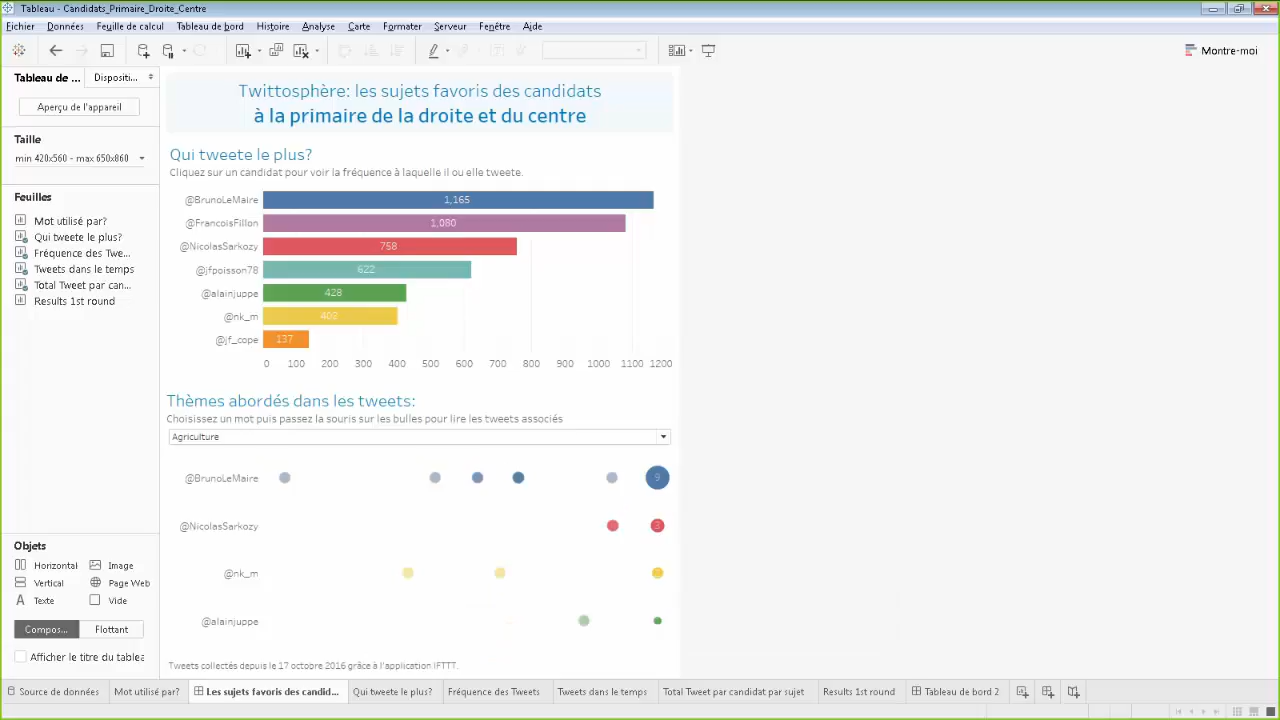 Tableau - Candidats_Primaire_Droite_Centre
Fichier Données Feuille de calcul Tableau de bord Histoire Analyse Carte Formater Serveur Fenêtre Aide
Montre-moi
Tableau de ... Dispositi...
Aperçu de l'appareil
Taille
min 420x560 - max 650x860
Feuilles
Mot utilisé par?
Qui tweete le plus?
Fréquence des Twe...
Tweets dans le temps
Total Tweet par can...
Results 1st round
Objets
Horizontal Image
Vertical Page Web
A Texte Vide
Compos... Flottant
Afficher le titre du tablea
Twittosphère: les sujets favoris des candidats
à la primaire de la droite et du centre
Qui tweete le plus?
Cliquez sur un candidat pour voir la fréquence à laquelle il ou elle tweete.
@BrunoLeMaire 1,165
@FrancoisFillon 1,080
@NicolasSarkozy 758
@jfpoisson78 622
@alainjuppe 428
@nk_m
@jf_cope 137
0 100 200 300 400 500 600 700 800 900 1000 1100 1200
Thèmes abordés dans les tweets:
Choisissez un mot puis passez la souris sur les bulles pour lire les tweets associés
Agriculture
@BrunoLeMaire 9
@NicolasSarkozy 3
@nk_m
@alainjuppe
Tweets collectés depuis le 17 octobre 2016 grâce à l'application IFTTT.
Source de données Mot utilisé par? Les sujets favoris des candid... Qui tweete le plus? Fréquence des Tweets Tweets dans le temps Total Tweet par candidat par sujet Results 1st round Tableau de bord 2